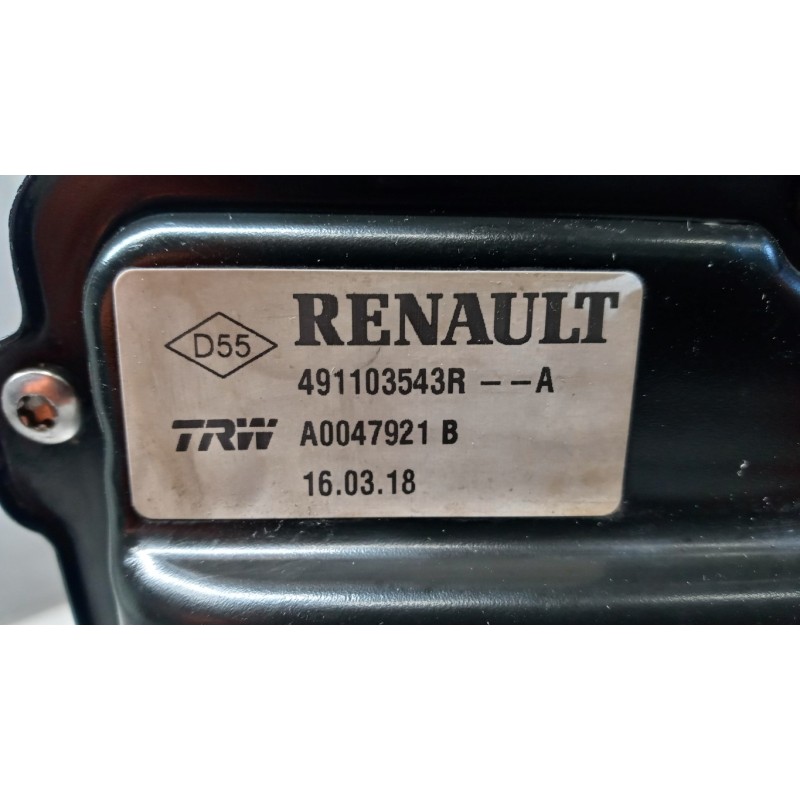 D55 RENAULT
491103543R -- A
TRW A0047921 B
16.03.18